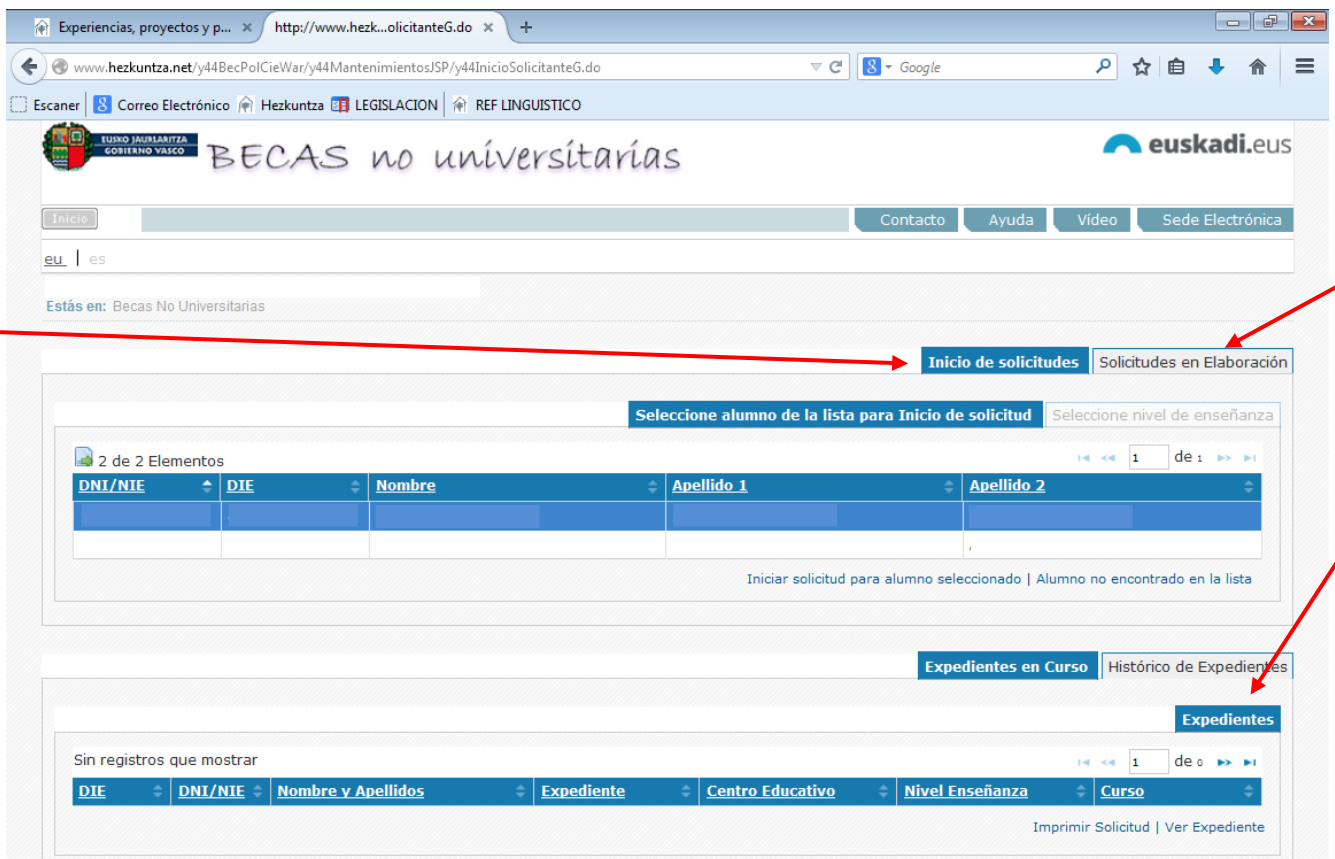 Experiencias, proyectos y p... × http://www.hezk...olicitanteG.do × +
www.hezkuntza.net/y44BecPolCieWar/y44MantenimientosJSP/y44InicioSolicitanteG.do 8 Google
Escaner 8 Correo Electrónico Hezkuntza LEGISLACION REF LINGUISTICO
EUSKO JAURLARITZA
GOBIERNO VASCO
BECAS no universitarias
euskadi.eus
Inicio Contacto Ayuda Vídeo Sede Electrónica
eu | es
Estás en: Becas No Universitarias
Inicio de solicitudes Solicitudes en Elaboración
Seleccione alumno de la lista para Inicio de solicitud Seleccione nivel de enseñanza
2 de 2 Elementos 1 de 1
DNI/NIE DIE Nombre Apellido 1 Apellido 2
Iniciar solicitud para alumno seleccionado | Alumno no encontrado en la lista
Expedientes en Curso Histórico de Expedientes
Expedientes
Sin registros que mostrar 1 de 0
DIE DNI/NIE Nombre y Apellidos Expediente Centro Educativo Nivel Enseñanza Curso
Imprimir Solicitud | Ver Expediente